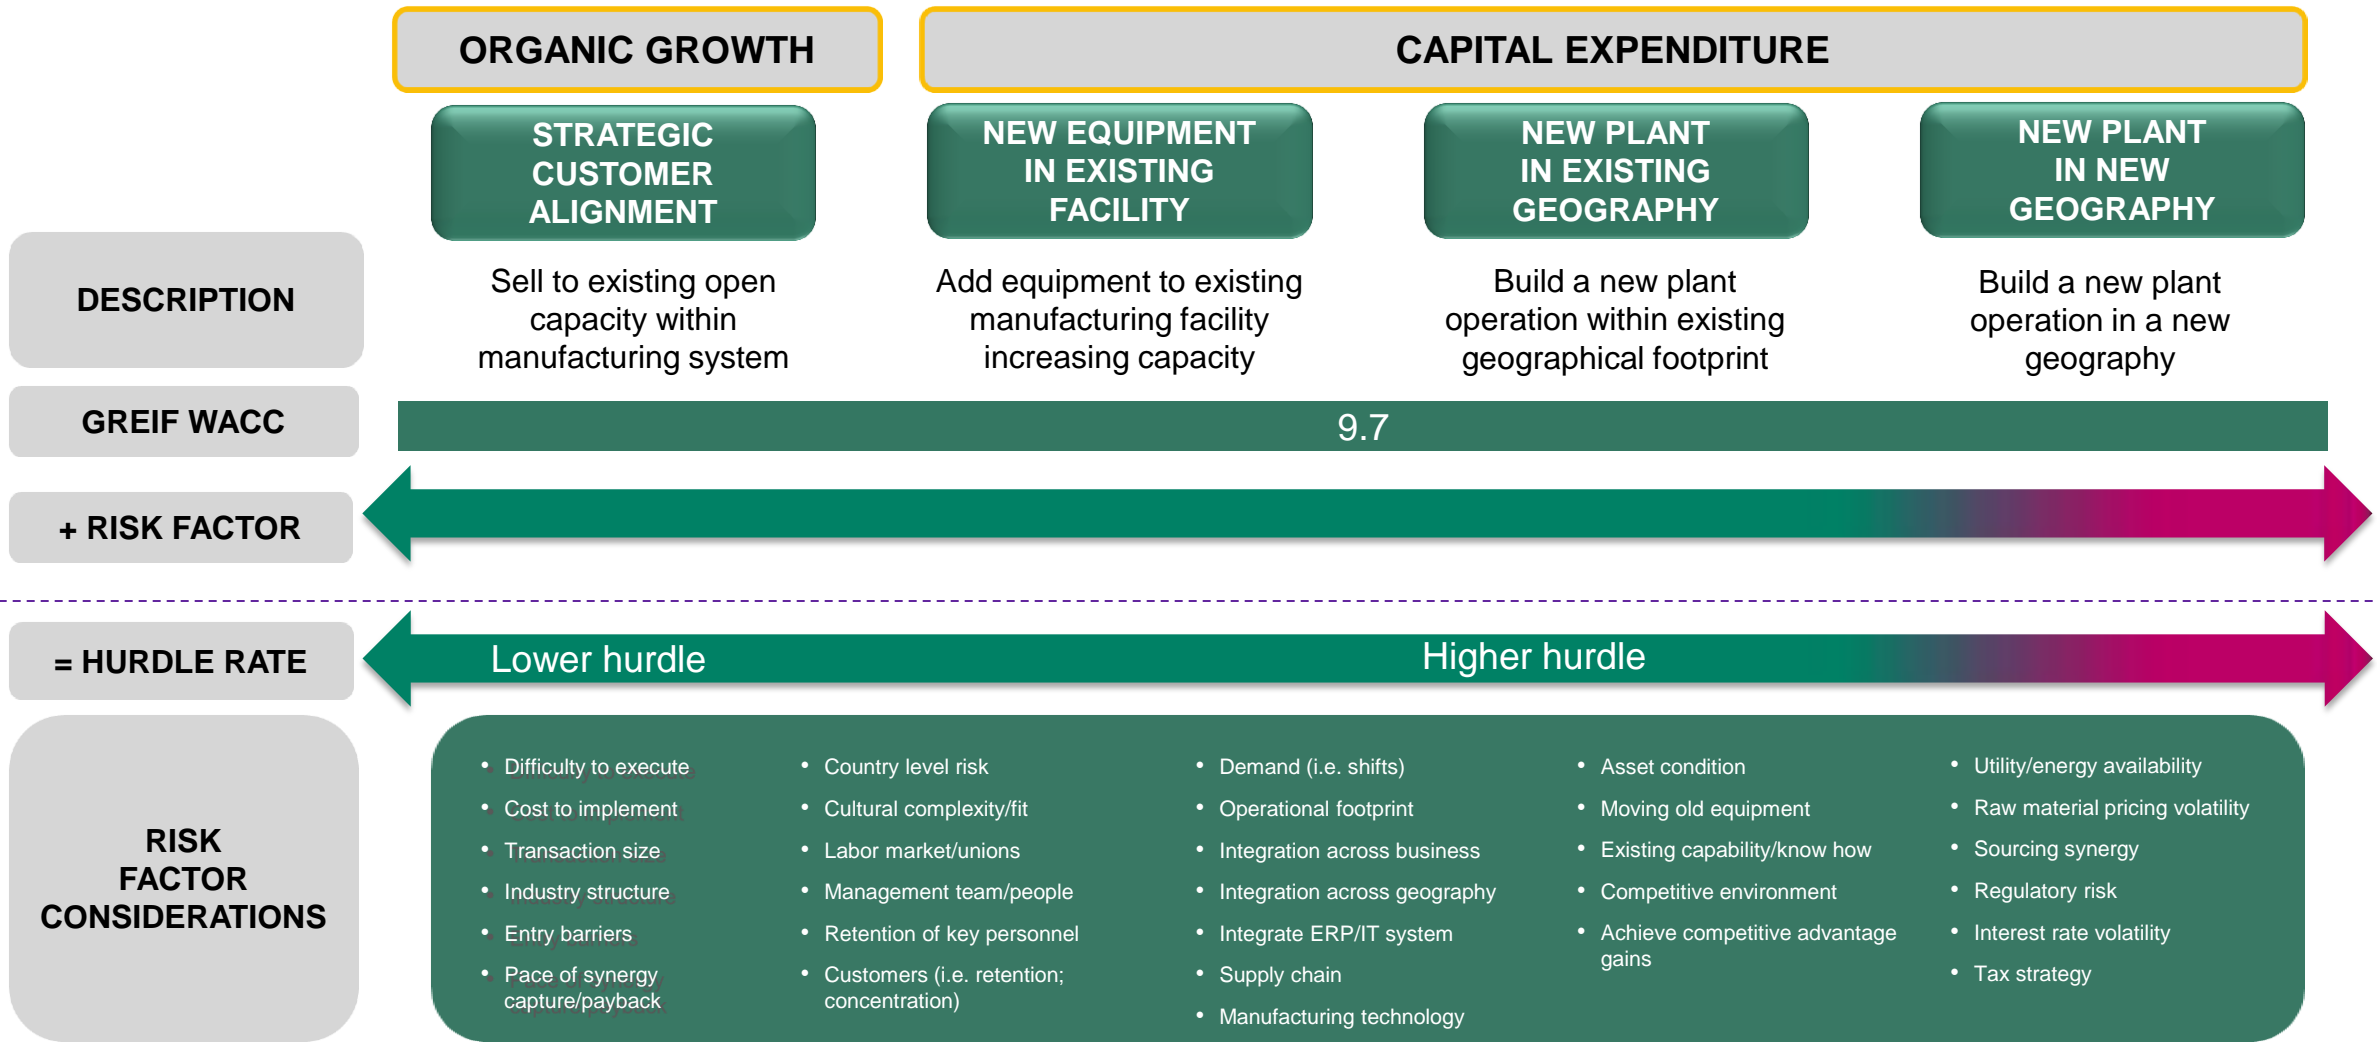 ORGANIC GROWTH
CAPITAL EXPENDITURE
STRATEGIC
CUSTOMER
ALIGNMENT
NEW EQUIPMENT
IN EXISTING
FACILITY
NEW PLANT
IN EXISTING
GEOGRAPHY
NEW PLANT
IN NEW
GEOGRAPHY
DESCRIPTION
Sell to existing open
capacity within
manufacturing system
Add equipment to existing
manufacturing facility
increasing capacity
Build a new plant
operation within existing
geographical footprint
Build a new plant
operation in a new
geography
GREIF WACC
9.7
+ RISK FACTOR
= HURDLE RATE
Lower hurdle
Higher hurdle
RISK
FACTOR
CONSIDERATIONS
• Difficulty to execute
• Cost to implement
• Transaction size
• Industry structure
• Entry barriers
• Pace of synergy
capture/payback
• Country level risk
• Cultural complexity/fit
• Labor market/unions
• Management team/people
• Retention of key personnel
• Customers (i.e. retention;
concentration)
• Demand (i.e. shifts)
• Operational footprint
• Integration across business
• Integration across geography
• Integrate ERP/IT system
• Supply chain
• Manufacturing technology
• Asset condition
• Moving old equipment
• Existing capability/know how
• Competitive environment
• Achieve competitive advantage
gains
• Utility/energy availability
• Raw material pricing volatility
• Sourcing synergy
• Regulatory risk
• Interest rate volatility
• Tax strategy